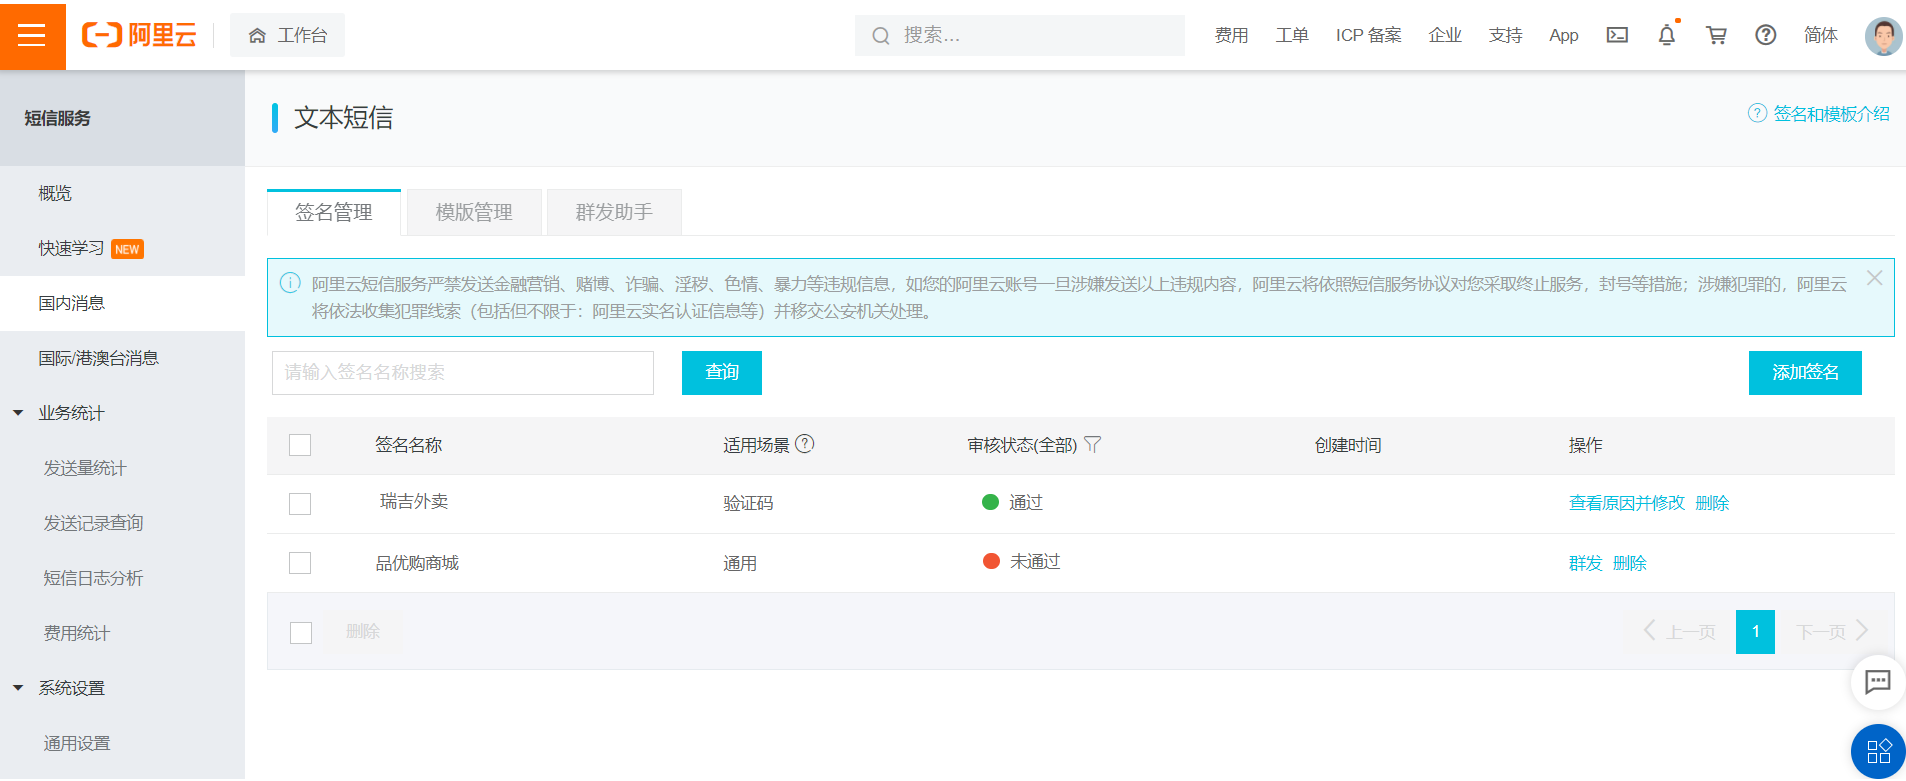 阿里云
工作台
搜索...
费用
工单
ICP 备案
企业
支持
App
简体
短信服务
概览
快速学习 NEW
国内消息
国际/港澳台消息
业务统计
发送量统计
发送记录查询
短信日志分析
费用统计
系统设置
通用设置
文本短信
签名和模板介绍
签名管理
模版管理
群发助手
阿里云短信服务严禁发送金融营销、赌博、诈骗、淫秽、色情、暴力等违规信息，如您的阿里云账号一旦涉嫌发送以上违规内容，阿里云将依照短信服务协议对您采取终止服务，封号等措施；涉嫌犯罪的，阿里云
将依法收集犯罪线索（包括但不限于：阿里云实名认证信息等）并移交公安机关处理。
请输入签名名称搜索
查询
添加签名
签名名称 适用场景 审核状态(全部) 创建时间 操作
瑞吉外卖 验证码 通过 查看原因并修改 删除
品优购商城 通用 未通过 群发 删除
删除
上一页 1 下一页